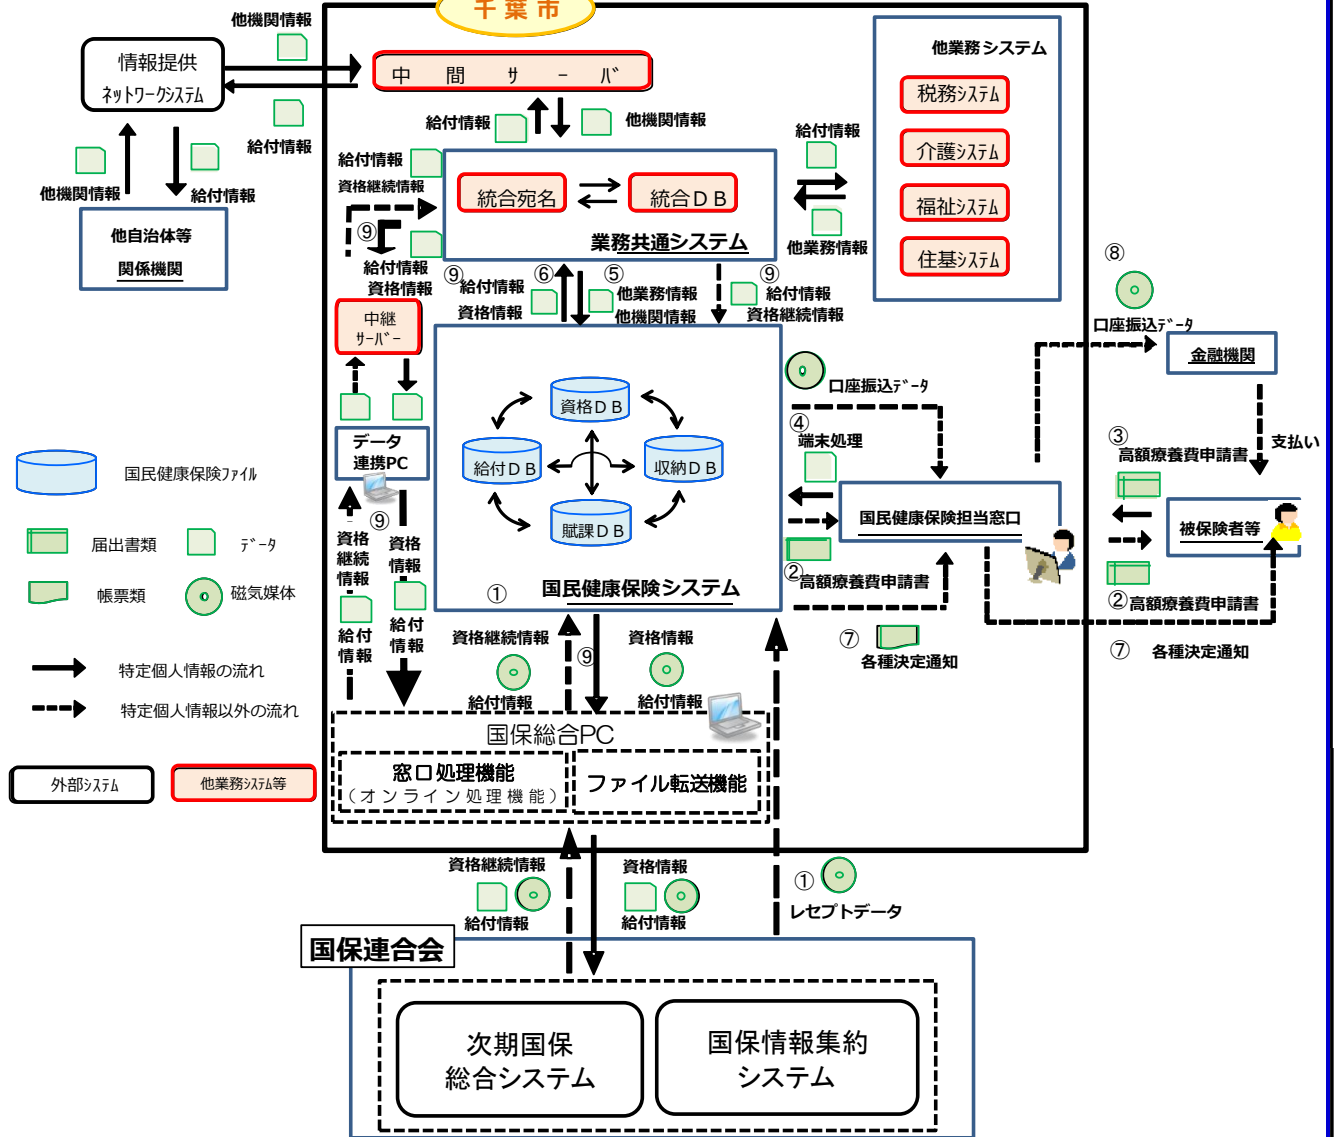 千葉市
他機関情報
情報提供
ネットワークシステム
中間サーバ
給付情報
他機関情報
給付情報
他機関情報
給付情報
他自治体等
関係機関
給付情報
資格継続情報
統合宛名
統合DB
業務共通システム
給付情報
他業務情報
他業務システム
税務システム
介護システム
福祉システム
住基システム
⑨
給付情報
資格情報
⑨給付情報
資格情報
⑥
⑤
他業務情報
他機関情報
⑨
給付情報
資格継続情報
⑧
口座振込データ
金融機関
支払い
中継
サーバー
データ
連携PC
資格DB
給付DB
収納DB
賦課DB
国民健康保険システム
①
口座振込データ
④
端末処理
国民健康保険担当窓口
②高額療養費申請書
⑦
各種決定通知
③
高額療養費申請書
被保険者等
②高額療養費申請書
⑦ 各種決定通知
国民健康保険ファイル
届出書類
データ
帳票類
磁気媒体
特定個人情報の流れ
特定個人情報以外の流れ
外部システム
他業務システム等
資格
継続
情報
給付
情報
⑨
資格
情報
給付
情報
資格継続情報
給付情報
⑨
資格情報
給付情報
国保総合PC
窓口処理機能
(オンライン処理機能)
ファイル転送機能
資格継続情報
給付情報
資格情報
給付情報
①
レセプトデータ
国保連合会
次期国保
総合システム
国保情報集約
システム